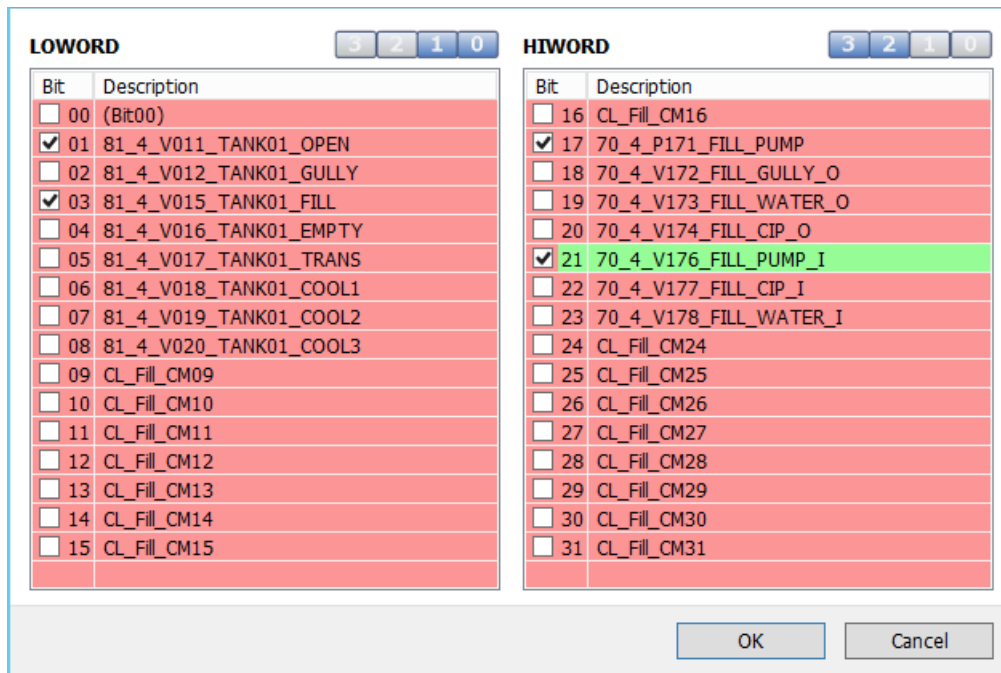 LOWORD 3 2 1 0
Bit Description
00 (Bit00)
01 81_4_V011_TANK01_OPEN
02 81_4_V012_TANK01_GULLY
03 81_4_V015_TANK01_FILL
04 81_4_V016_TANK01_EMPTY
05 81_4_V017_TANK01_TRANS
06 81_4_V018_TANK01_COOL1
07 81_4_V019_TANK01_COOL2
08 81_4_V020_TANK01_COOL3
09 CL_Fill_CM09
10 CL_Fill_CM10
11 CL_Fill_CM11
12 CL_Fill_CM12
13 CL_Fill_CM13
14 CL_Fill_CM14
15 CL_Fill_CM15
HIWORD 3 2 1 0
Bit Description
16 CL_Fill_CM16
17 70_4_P171_FILL_PUMP
18 70_4_V172_FILL_GULLY_O
19 70_4_V173_FILL_WATER_O
20 70_4_V174_FILL_CIP_O
21 70_4_V176_FILL_PUMP_I
22 70_4_V177_FILL_CIP_I
23 70_4_V178_FILL_WATER_I
24 CL_Fill_CM24
25 CL_Fill_CM25
26 CL_Fill_CM26
27 CL_Fill_CM27
28 CL_Fill_CM28
29 CL_Fill_CM29
30 CL_Fill_CM30
31 CL_Fill_CM31
OK Cancel